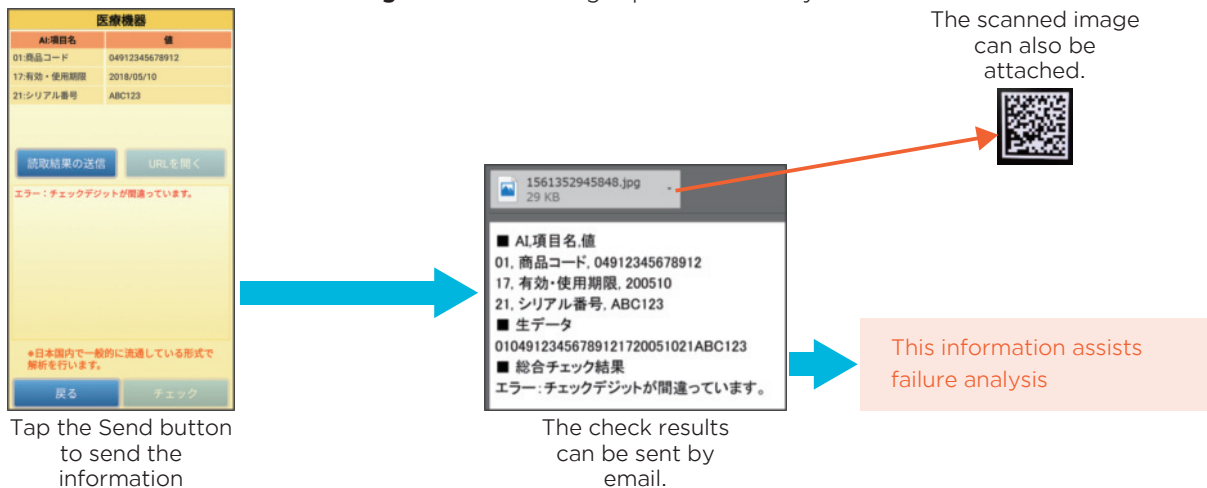 医療機器
AI:項目名 値
01:商品コード 04912345678912
17:有効・使用期限 2018/05/10
21:シリアル番号 ABC123
読取結果の送信 URLを開く
エラー：チェックデジットが間違っています。
*日本国内で一般的に流通している形式で
解析を行います。
戻る チェック
Tap the Send button
to send the
information
1561352945848.jpg
29 KB
■ AI,項目名,値
01, 商品コード, 04912345678912
17, 有効・使用期限, 200510
21, シリアル番号, ABC123
■ 生データ
01049123456789121720051021ABC123
■ 総合チェック結果
エラー:チェックデジットが間違っています。
The check results
can be sent by
email.
The scanned image
can also be
attached.
This information assists
failure analysis